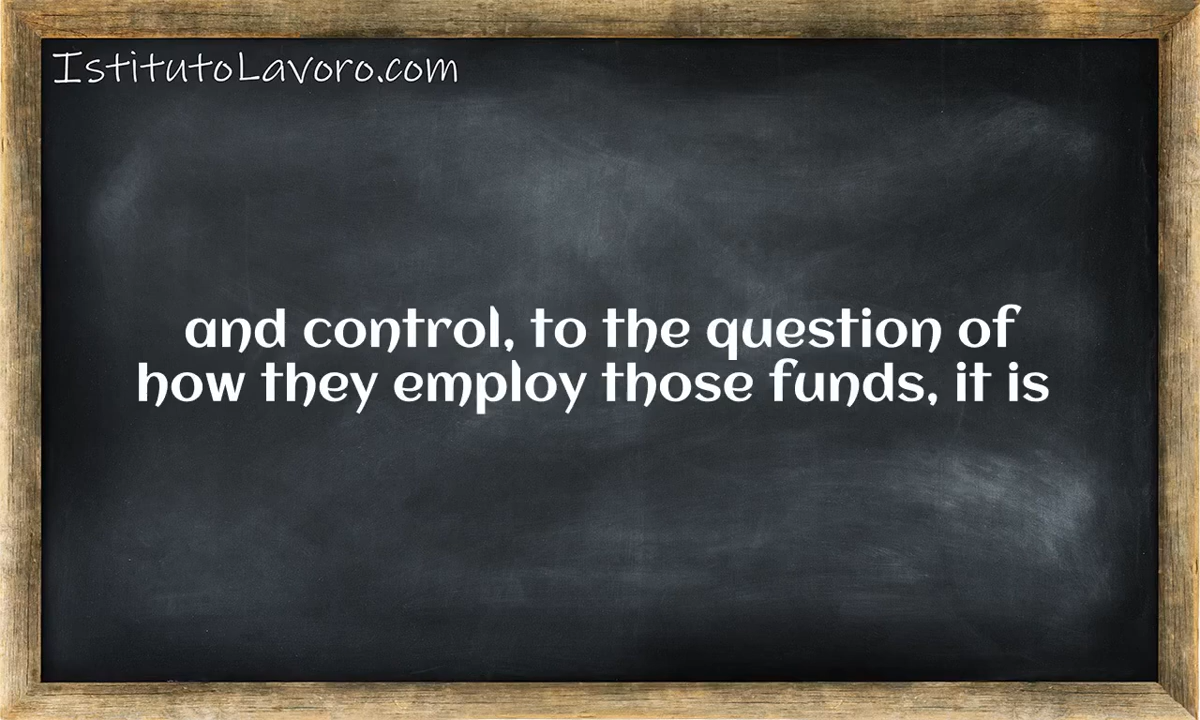 IstitutoLavoro.com
and control, to the question of
how they employ those funds, it is